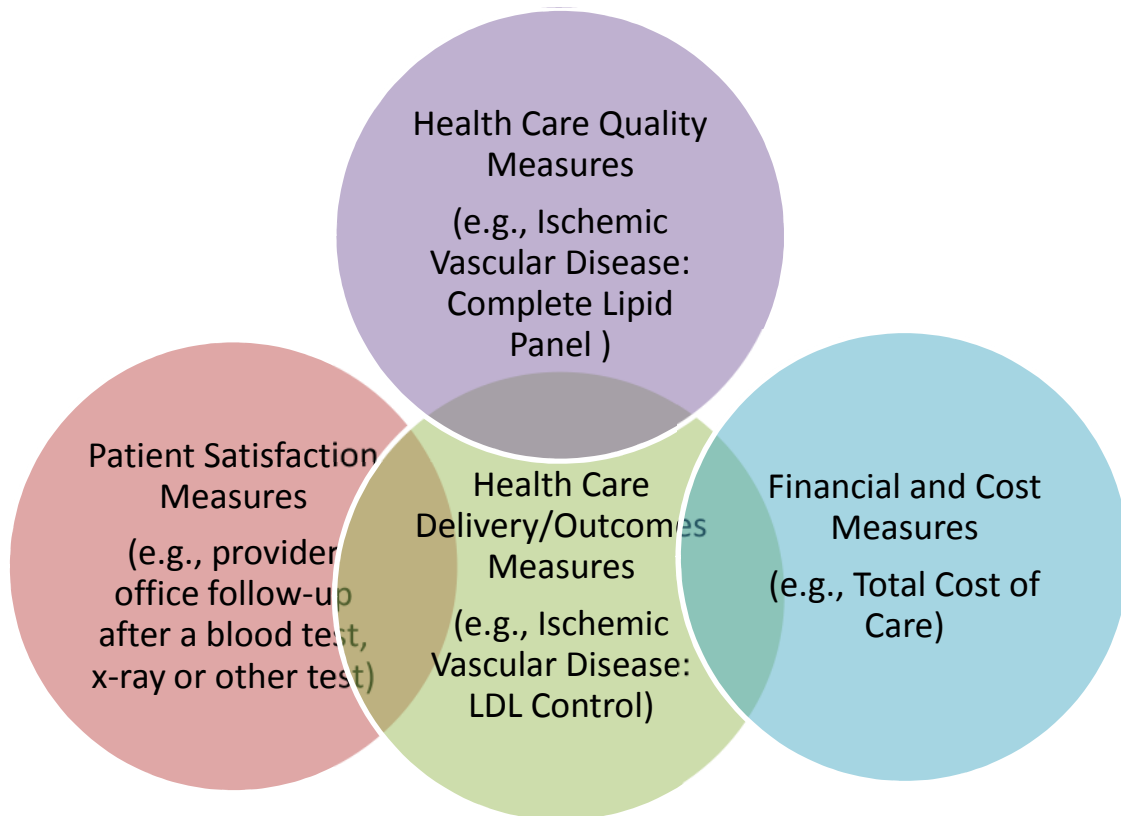 Health Care Quality
Measures
(e.g., Ischemic
Vascular Disease:
Complete Lipid
Panel )
Patient Satisfaction
Measures
(e.g., provider
office follow-up
after a blood test,
x-ray or other test)
Health Care
Delivery/Outcomes
Measures
(e.g., Ischemic
Vascular Disease:
LDL Control)
Financial and Cost
Measures
(e.g., Total Cost of
Care)